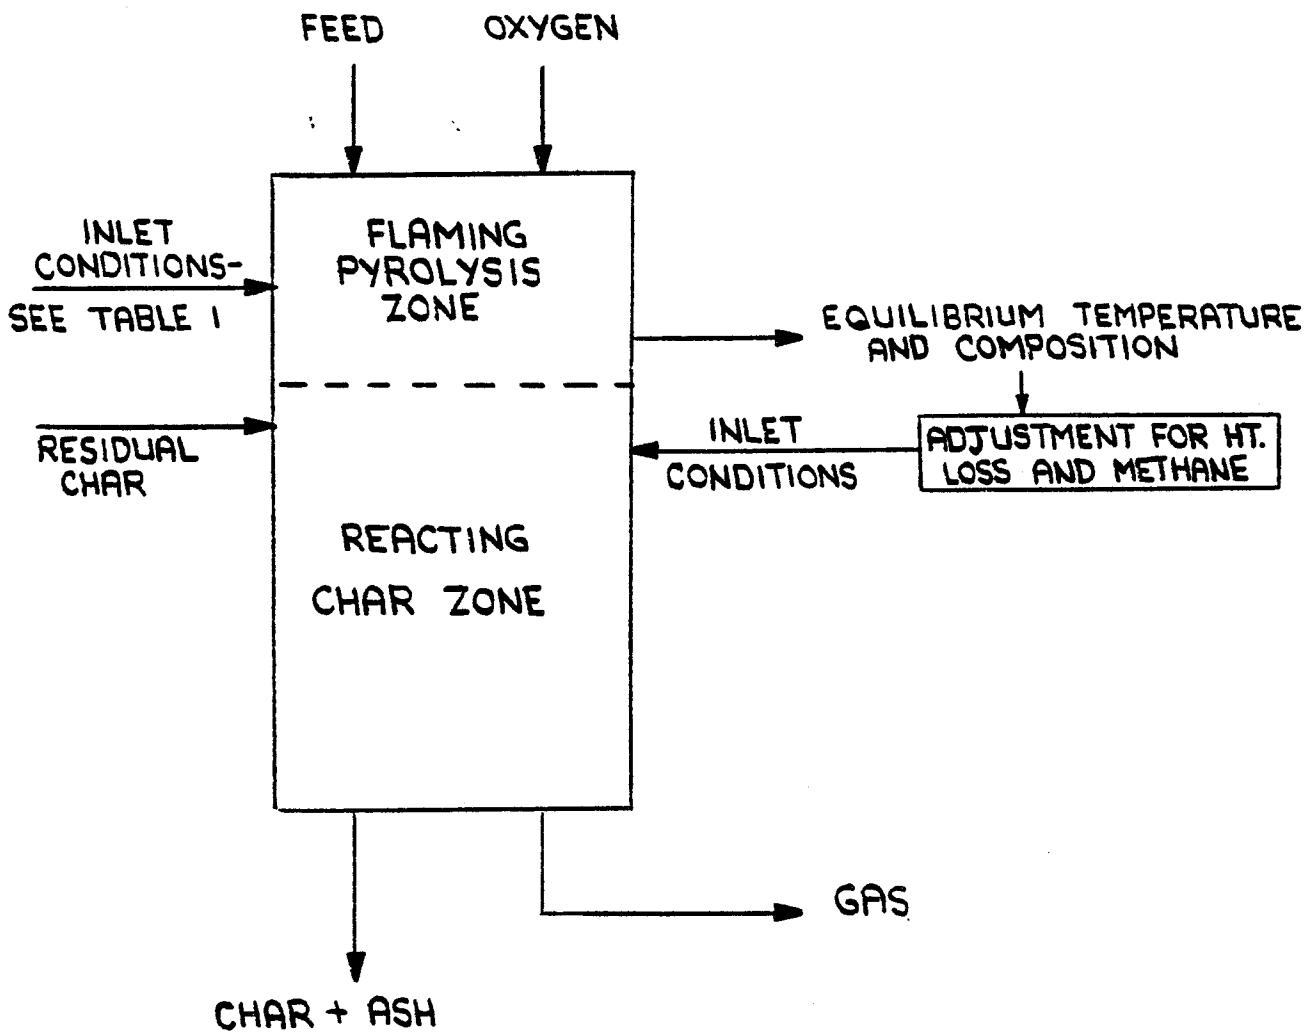 FEED
OXYGEN
INLET
CONDITIONS-
SEE TABLE 1
FLAMING
PYROLYSIS
ZONE
EQUILIBRIUM TEMPERATURE
AND COMPOSITION
RESIDUAL
CHAR
INLET
CONDITIONS
ADJUSTMENT FOR HT.
LOSS AND METHANE
REACTING
CHAR ZONE
GAS
CHAR + ASH